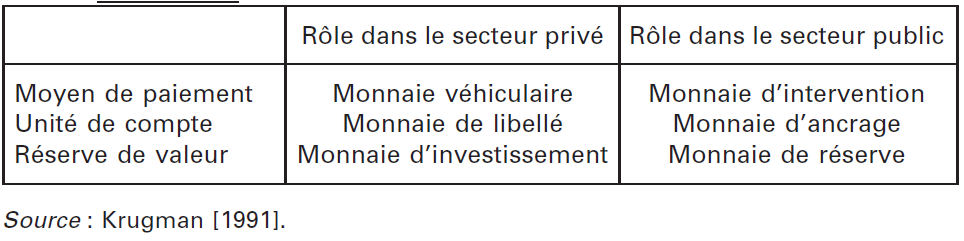 Rôle dans le secteur privé Rôle dans le secteur public
Moyen de paiement Monnaie véhiculaire Monnaie d'intervention
Unité de compte Monnaie de libellé Monnaie d'ancrage
Réserve de valeur Monnaie d'investissement Monnaie de réserve
Source : Krugman [1991].